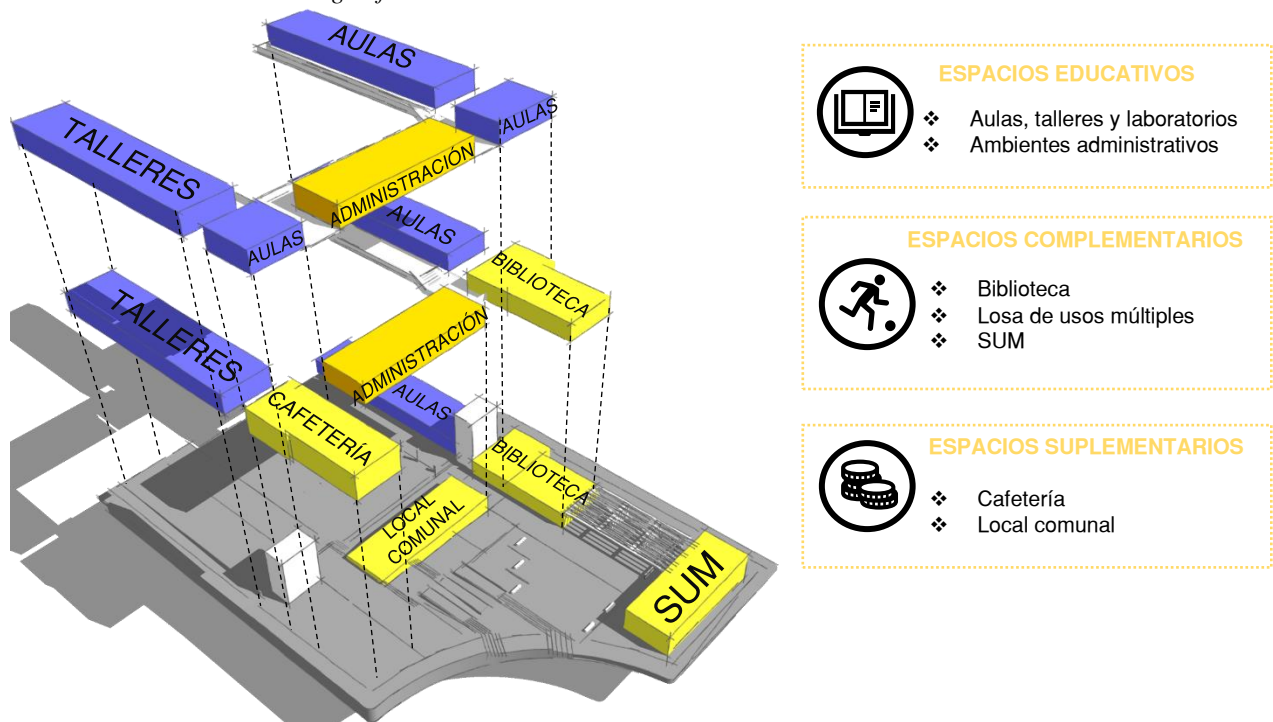 AULAS
AULAS
TALLERES
ADMINISTRACIÓN
AULAS
AULAS
BIBLIOTECA
TALLERES
ADMINISTRACIÓN
AULAS
CAFETERÍA
BIBLIOTECA
LOCAL
COMUNAL
SUM
ESPACIOS EDUCATIVOS
❖ Aulas, talleres y laboratorios
❖ Ambientes administrativos
ESPACIOS COMPLEMENTARIOS
❖ Biblioteca
❖ Losa de usos múltiples
❖ SUM
ESPACIOS SUPLEMENTARIOS
❖ Cafetería
❖ Local comunal